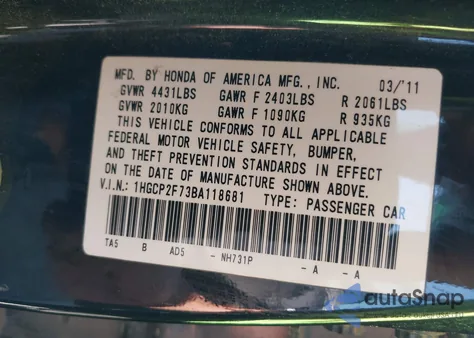 MFD. BY HONDA OF AMERICA MFG., INC. 03/'11
GVWR 4431LBS GAWR F 2403LBS R 2061LBS
GVWR 2010KG GAWR F 1090KG R 935KG
THIS VEHICLE CONFORMS TO ALL APPLICABLE
FEDERAL MOTOR VEHICLE SAFETY, BUMPER,
AND THEFT PREVENTION STANDARDS IN EFFECT
ON THE DATE OF MANUFACTURE SHOWN ABOVE.
V.I.N.: 1HGCP2F73BA118681 TYPE: PASSENGER CAR
TA5 B AD5 - NH731P - A - A
autoSnap